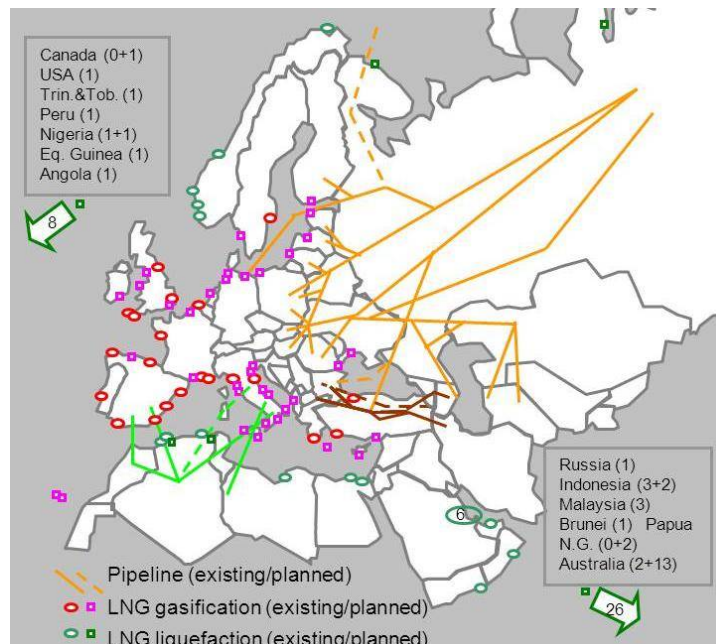 Canada (0+1)
USA (1)
Trin.&Tob. (1)
Peru (1)
Nigeria (1+1)
Eq. Guinea (1)
Angola (1)
8
6
Russia (1)
Indonesia (3+2)
Malaysia (3)
Brunei (1) Papua
N.G. (0+2)
Australia (2+13)
26
Pipeline (existing/planned)
LNG gasification (existing/planned)
LNG liquefaction (existing/planned)